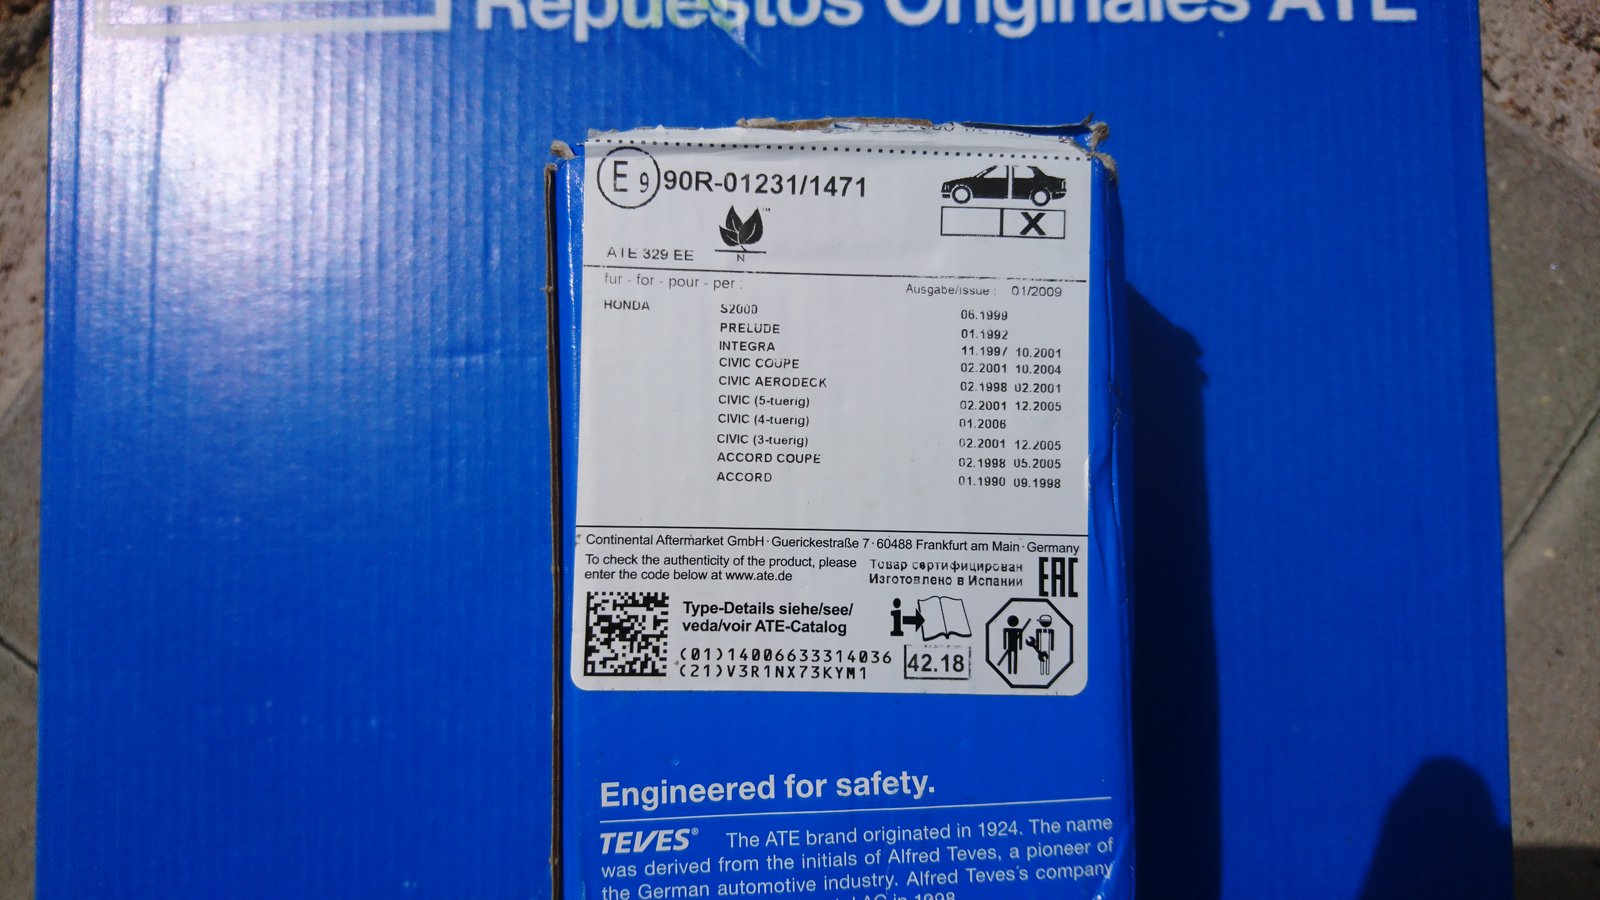 Repuestos Originales ATE
E9 90R-01231/1471
X
™
N
ATE 329 EE
fur - for - pour - per :
Ausgabe/issue : 01/2009
HONDA S2000 06.1999
PRELUDE 01.1992
INTEGRA 11.1997 10.2001
CIVIC COUPE 02.2001 10.2004
CIVIC AERODECK 02.1998 02.2001
CIVIC (5-tuerig) 02.2001 12.2005
CIVIC (4-tuerig) 01.2006
CIVIC (3-tuerig) 02.2001 12.2005
ACCORD COUPE 02.1998 05.2005
ACCORD 01.1990 09.1998
Continental Aftermarket GmbH · Guerickestraße 7 · 60488 Frankfurt am Main · Germany
To check the authenticity of the product, please
enter the code below at www.ate.de
Товар сертифицирован
Изготовлено в Испании
EAC
Type-Details siehe/see/
veda/voir ATE-Catalog
i
(01)14006633314036
(21)V3R1NX73KYM1
42.18
Engineered for safety.
TEVES® The ATE brand originated in 1924. The name
was derived from the initials of Alfred Teves, a pioneer of
the German automotive industry. Alfred Teves's company
AG in 1998